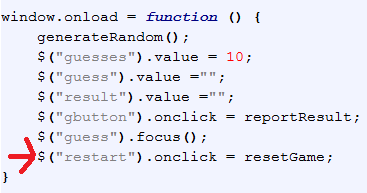 window.onload = function () {
generateRandom();
$("guesses").value = 10;
$("guess").value ="";
$("result").value ="";
$("gbutton").onclick = reportResult;
$("guess").focus();
$("restart").onclick = resetGame;
}